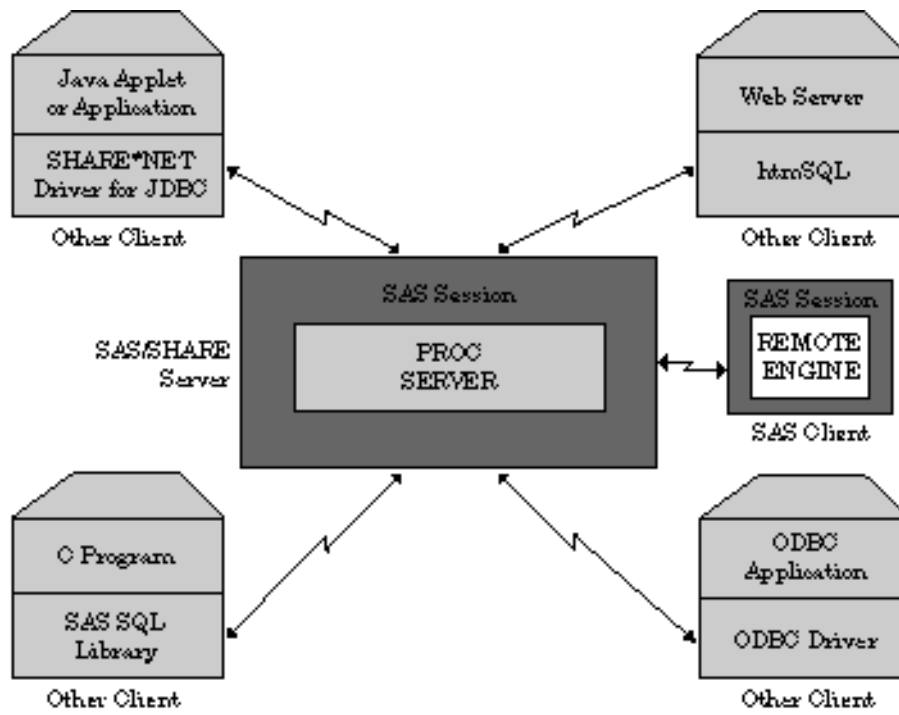 Java Applet
or Application
SHARE*NET
Driver for JDBC
Other Client
Web Server
htmSQL
Other Client
SAS Session
PROC
SERVER
SAS/SHARE
Server
SAS Session
REMOTE
ENGINE
SAS Client
C Program
SAS SQL
Library
Other Client
ODBC
Application
ODBC Driver
Other Client